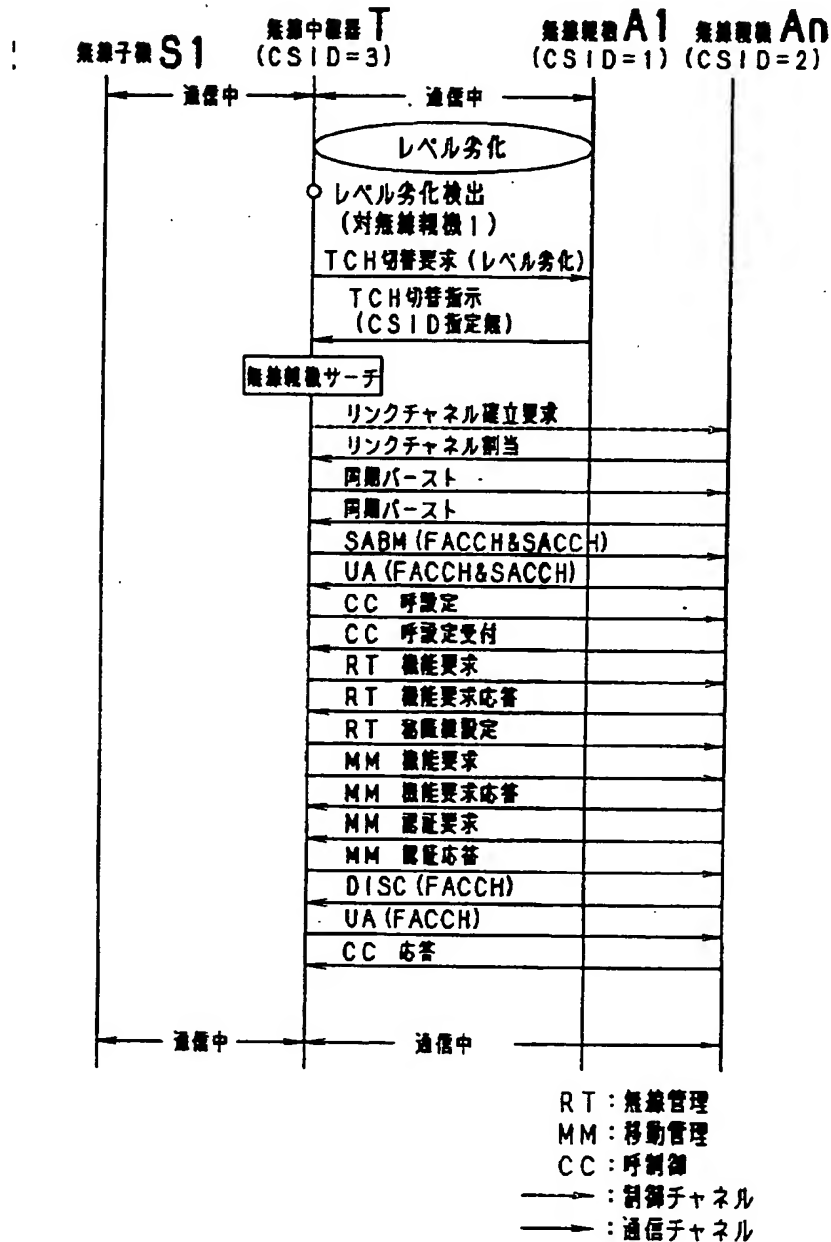 無線子機 S1
無線中継器 T
(CSID=3)
無線親機 A1
(CSID=1)
無線親機 An
(CSID=2)
通信中
通信中
レベル劣化
レベル劣化検出
(対無線親機1)
TCH切替要求(レベル劣化)
TCH切替指示
(CSID指定無)
無線親機サーチ
リンクチャネル確立要求
リンクチャネル割当
同期バースト
同期バースト
SABM(FACCH&SACCH)
UA(FACCH&SACCH)
CC 呼設定
CC 呼設定受付
RT 機能要求
RT 機能要求応答
RT 秘匿鍵設定
MM 機能要求
MM 機能要求応答
MM 認証要求
MM 認証応答
DISC(FACCH)
UA(FACCH)
CC 応答
通信中
通信中
RT:無線管理
MM:移動管理
CC:呼制御
:制御チャネル
:通信チャネル